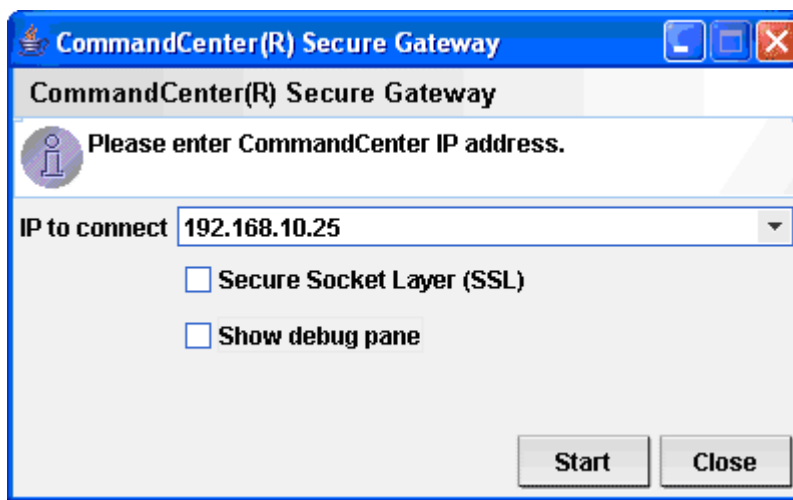 CommandCenter(R) Secure Gateway
CommandCenter(R) Secure Gateway
Please enter CommandCenter IP address.
IP to connect 192.168.10.25
Secure Socket Layer (SSL)
Show debug pane
Start Close